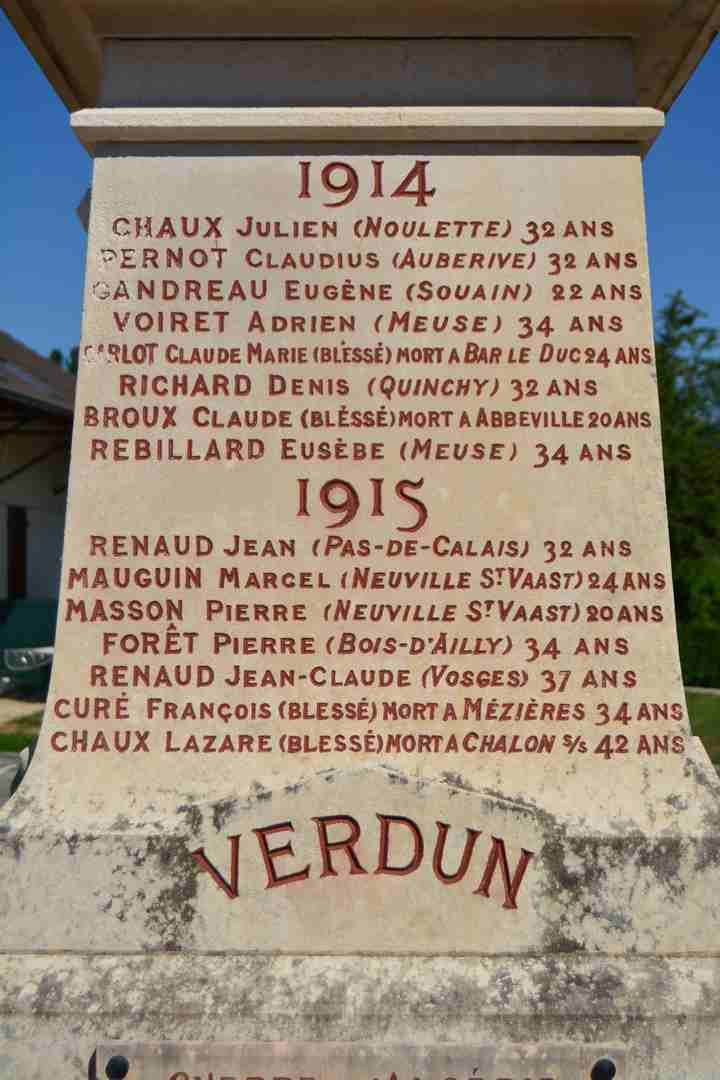 1914
CHAUX JULIEN (NOULETTE) 32 ANS
PERNOT CLAUDIUS (AUBERIVE) 32 ANS
GANDREAU EUGÈNE (SOUAIN) 22 ANS
VOIRET ADRIEN (MEUSE) 34 ANS
CARLOT CLAUDE MARIE (BLÈSSÉ) MORT A BAR LE DUC 24 ANS
RICHARD DENIS (QUINCHY) 32 ANS
BROUX CLAUDE (BLÈSSÉ) MORT A ABBEVILLE 20 ANS
REBILLARD EUSÈBE (MEUSE) 34 ANS
1915
RENAUD JEAN (PAS-DE-CALAIS) 32 ANS
MAUGUIN MARCEL (NEUVILLE ST VAAST) 24 ANS
MASSON PIERRE (NEUVILLE ST VAAST) 20 ANS
FORÊT PIERRE (BOIS-D'AILLY) 34 ANS
RENAUD JEAN-CLAUDE (VOSGES) 37 ANS
CURÉ FRANÇOIS (BLESSÉ) MORT A MÉZIÈRES 34 ANS
CHAUX LAZARE (BLESSÉ) MORT A CHALON S/S 42 ANS
VERDUN
GUERRE D'ALGÉRIE